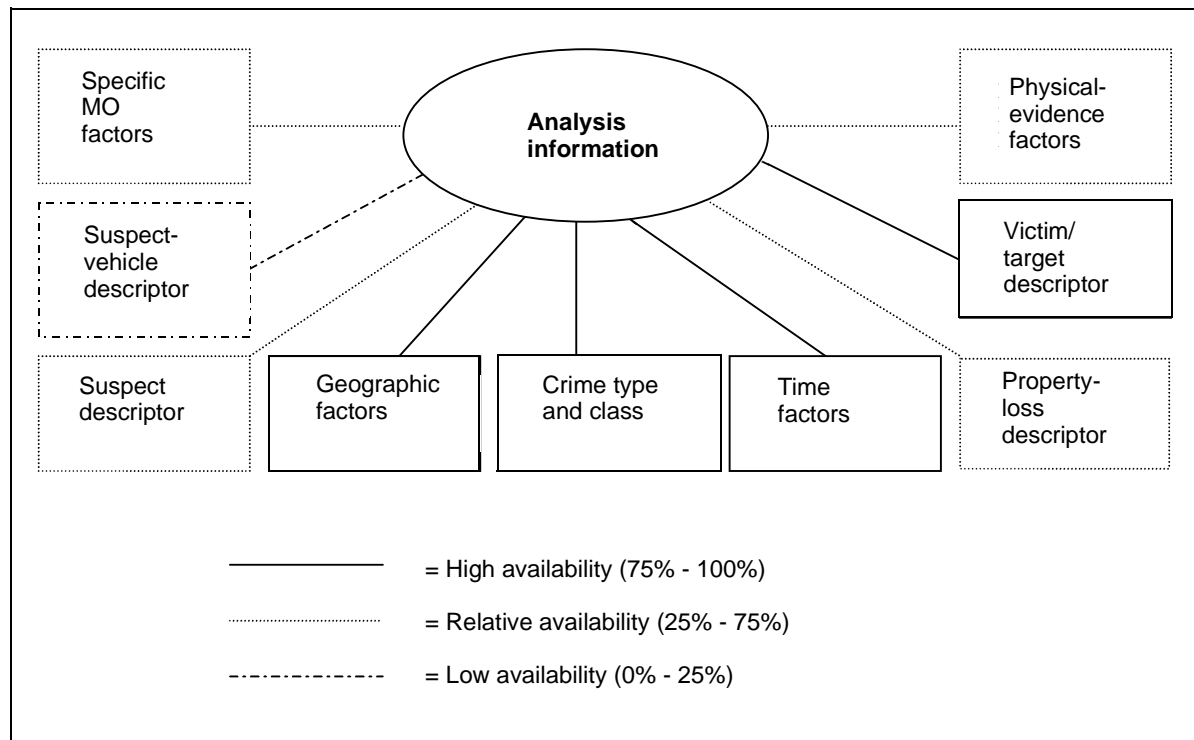 Analysis
information
Specific
MO
factors
Physical-
evidence
factors
Suspect-
vehicle
descriptor
Victim/
target
descriptor
Suspect
descriptor
Geographic
factors
Crime type
and class
Time
factors
Property-
loss
descriptor
= High availability (75% - 100%)
= Relative availability (25% - 75%)
= Low availability (0% - 25%)